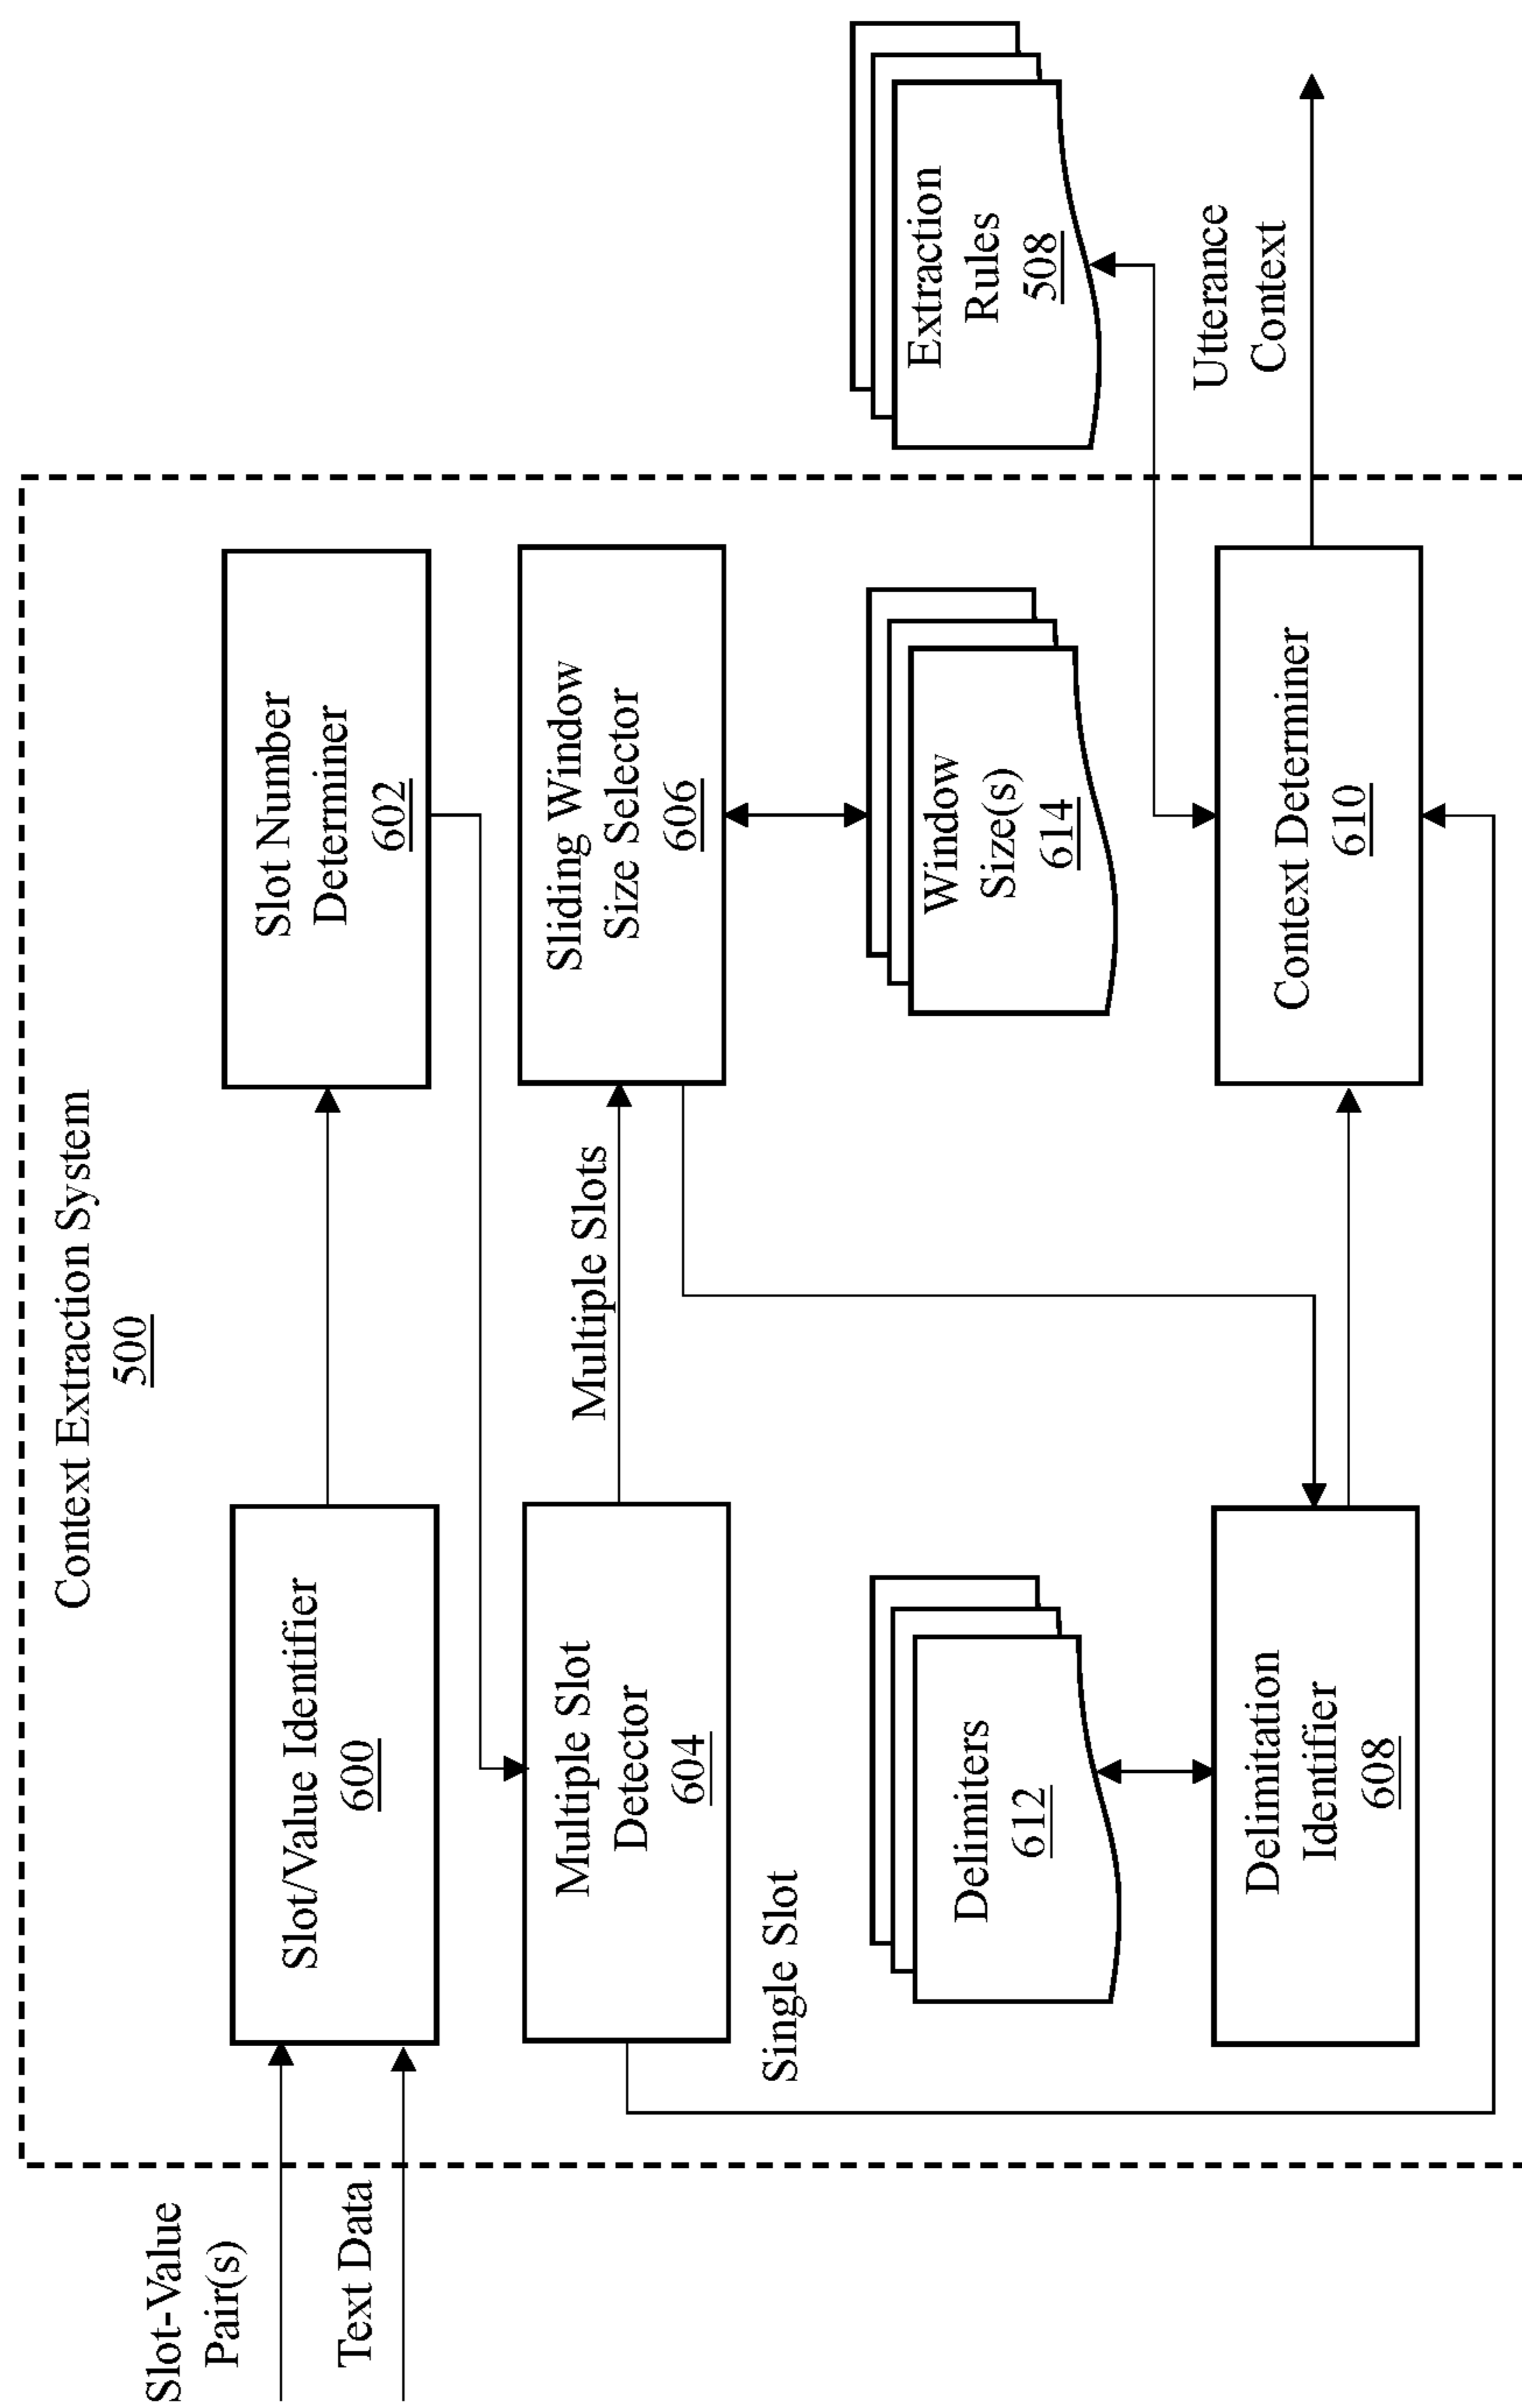 Context Extraction System
500
Slot-Value
Pair(s)
Text Data
Slot/Value Identifier
600
Slot Number
Determiner
602
Multiple Slot
Detector
604
Multiple Slots
Sliding Window
Size Selector
606
Single Slot
Delimiters
612
Window
Size(s)
614
Extraction
Rules
508
Delimitation
Identifier
608
Context Determiner
610
Utterance
Context